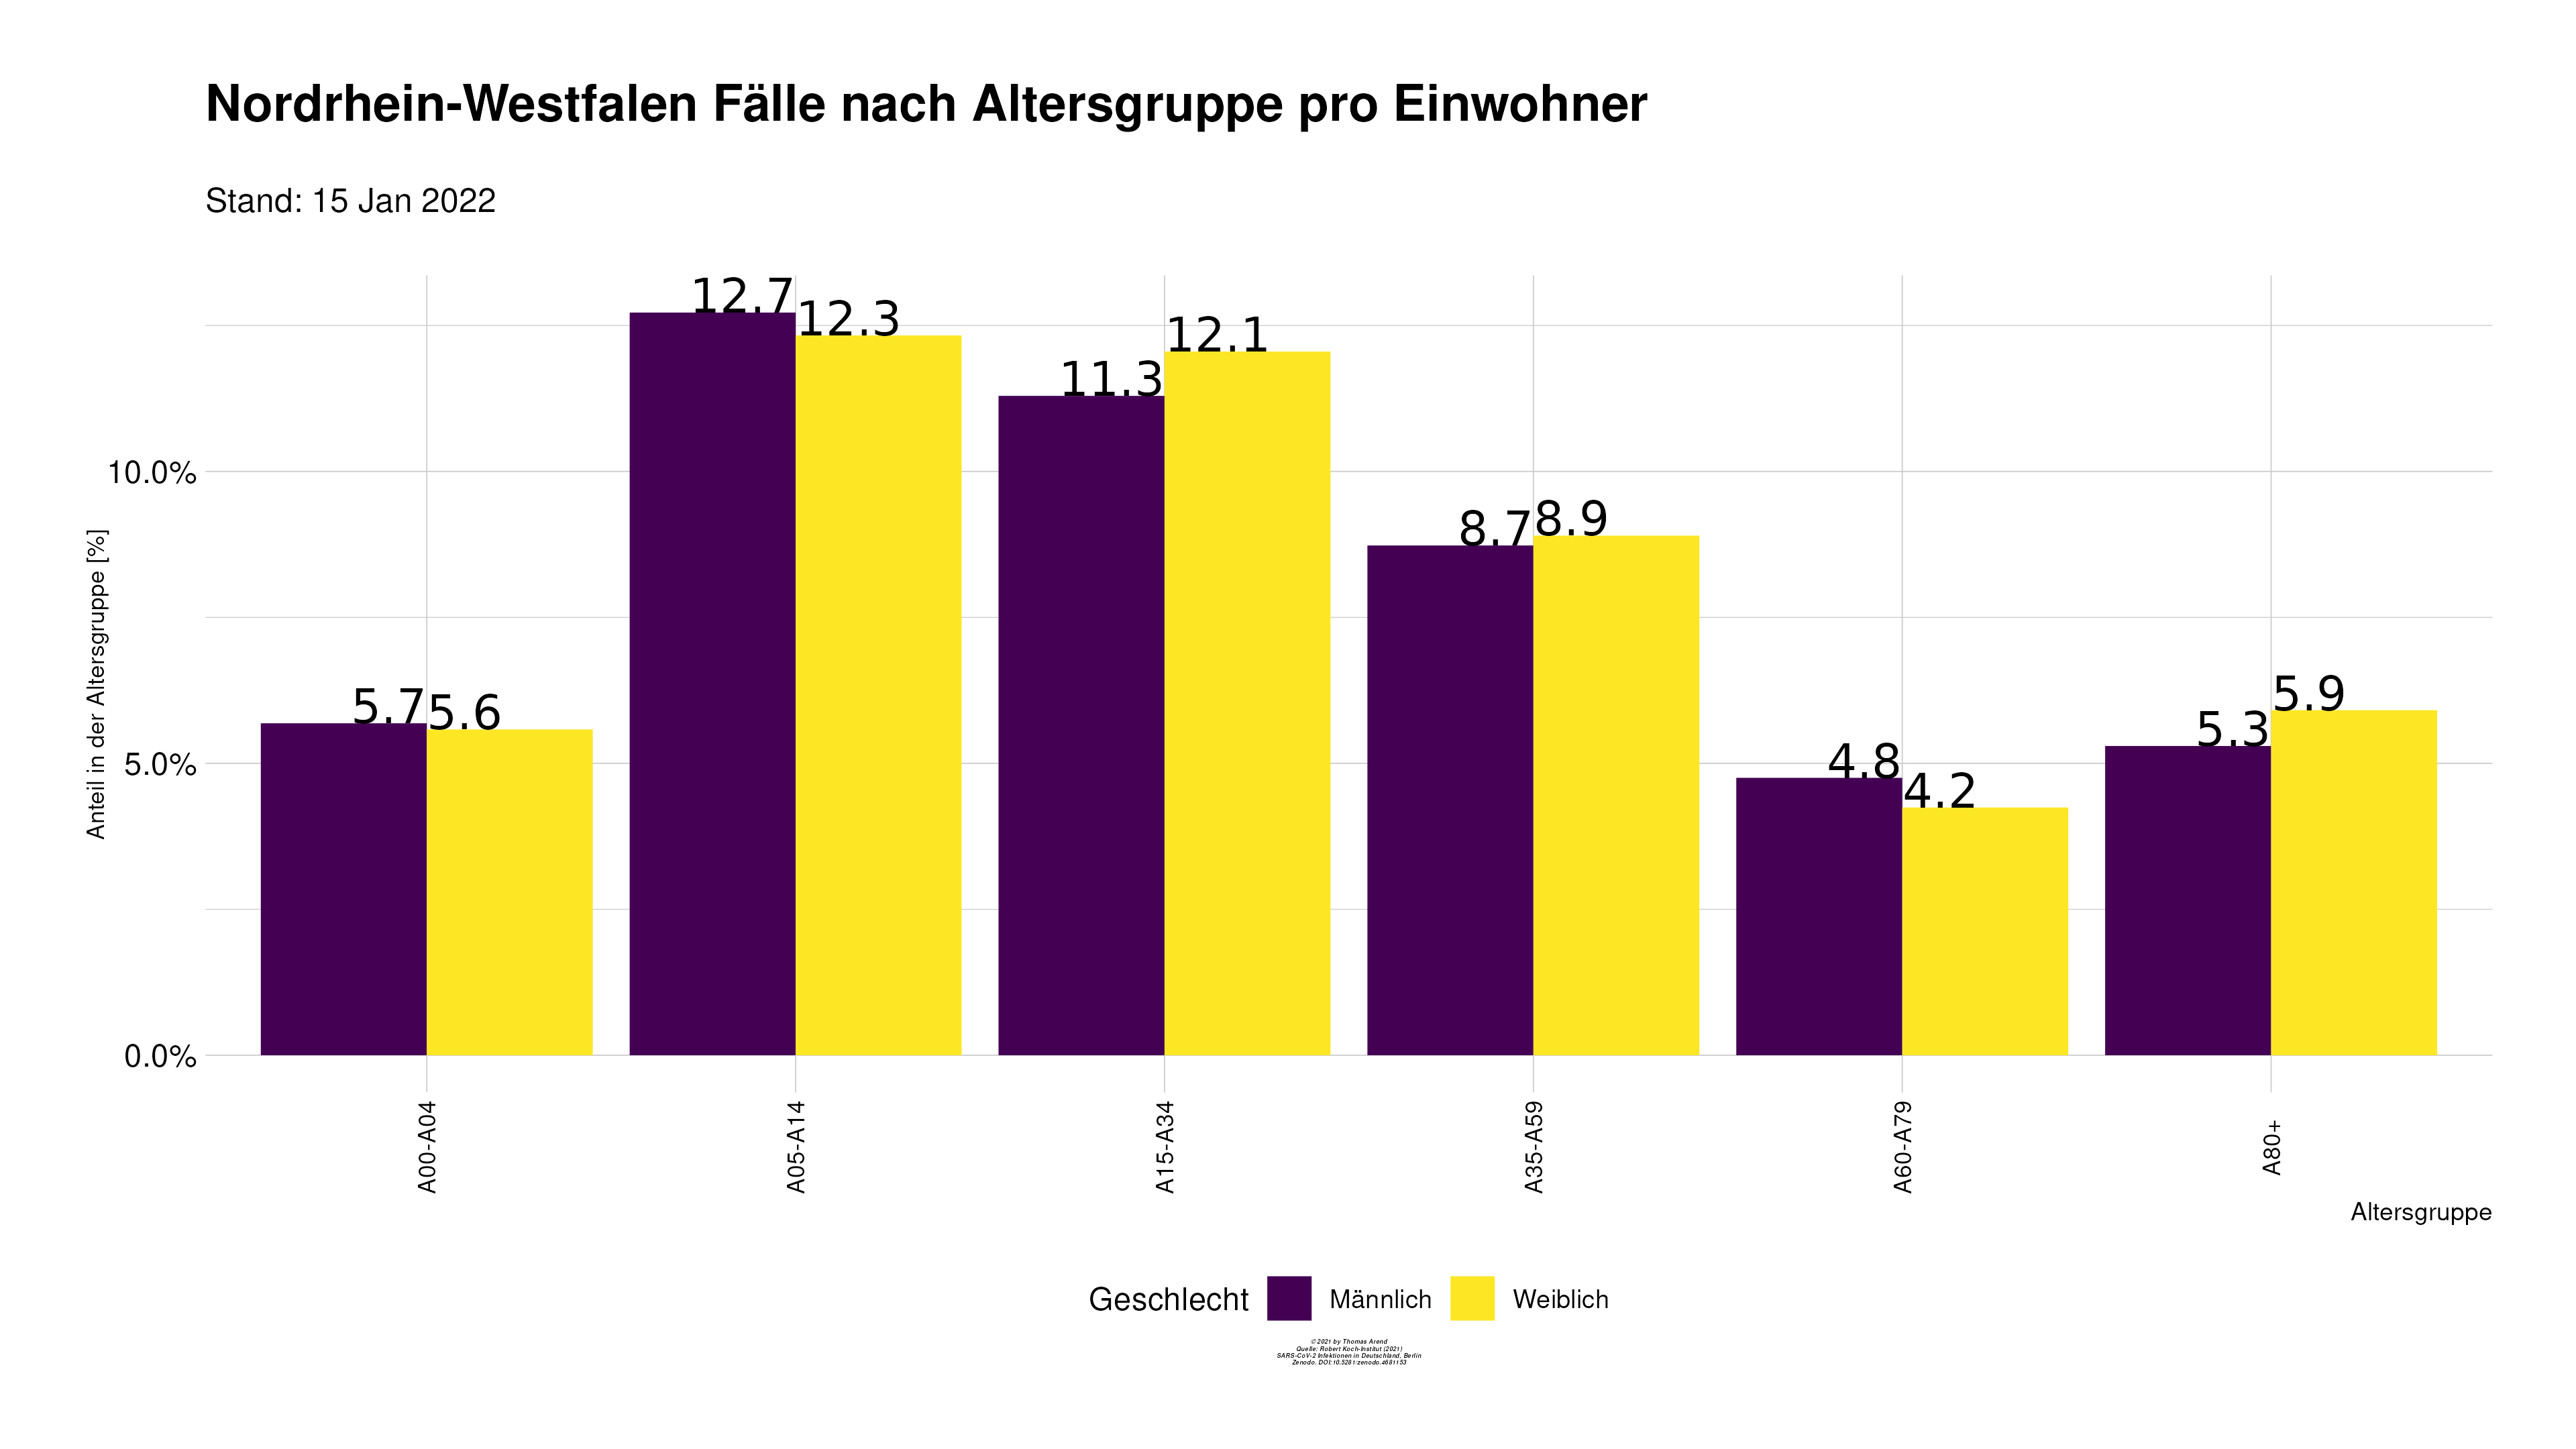 Nordrhein-Westfalen Fälle nach Altersgruppe pro Einwohner
Stand: 15 Jan 2022
Anteil in der Altersgruppe [%]
10.0%
5.0%
0.0%
5.7
5.6
12.7
12.3
11.3
12.1
8.7
8.9
4.8
4.2
5.3
5.9
A00-A04
A05-A14
A15-A34
A35-A59
A60-A79
A80+
Altersgruppe
Geschlecht
Männlich
Weiblich
© 2021 by Thomas Arend
Quelle: Robert Koch-Institut (2021)
SARS-CoV-2 Infektionen in Deutschland, Berlin
Zenodo. DOI:10.5281/zenodo.4681153